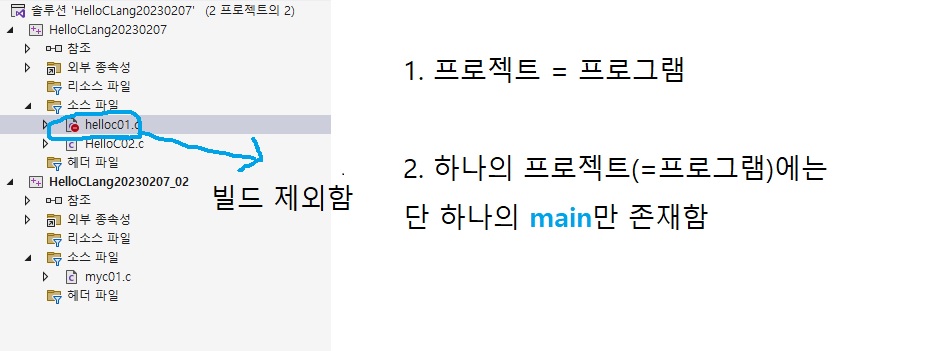 솔루션 'HelloCLang20230207' (2 프로젝트의 2)
HelloCLang20230207
참조
외부 종속성
리소스 파일
소스 파일
helloc01.c
HelloC02.c
헤더 파일
HelloCLang20230207_02
참조
외부 종속성
리소스 파일
소스 파일
myc01.c
헤더 파일
빌드 제외함
1. 프로젝트 = 프로그램
2. 하나의 프로젝트(=프로그램)에는
단 하나의 main만 존재함